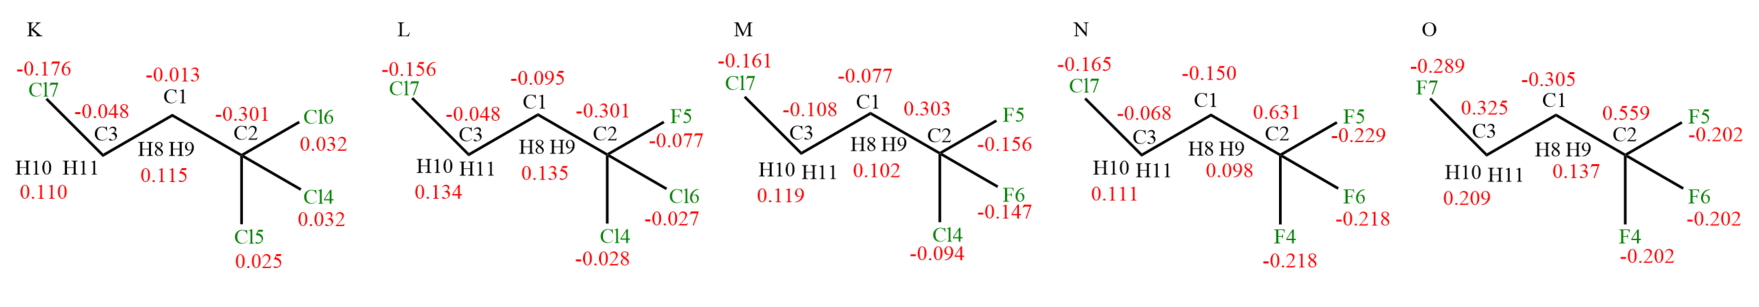 K
-0.176
Cl7
-0.048
C3
H10 H11
0.110
-0.013
C1
H8 H9
0.115
-0.301
C2
Cl6
0.032
Cl4
0.032
Cl5
0.025
L
-0.156
Cl7
-0.048
C3
H10 H11
0.134
-0.095
C1
H8 H9
0.135
-0.301
C2
F5
-0.077
Cl6
-0.027
Cl4
-0.028
M
-0.161
Cl7
-0.108
C3
H10 H11
0.119
-0.077
C1
H8 H9
0.102
0.303
C2
F5
-0.156
F6
-0.147
Cl4
-0.094
N
-0.165
Cl7
-0.068
C3
H10 H11
0.111
-0.150
C1
H8 H9
0.098
0.631
C2
F5
-0.229
F6
-0.218
F4
-0.218
O
-0.289
F7
0.325
C3
H10 H11
0.209
-0.305
C1
H8 H9
0.137
0.559
C2
F5
-0.202
F6
-0.202
F4
-0.202